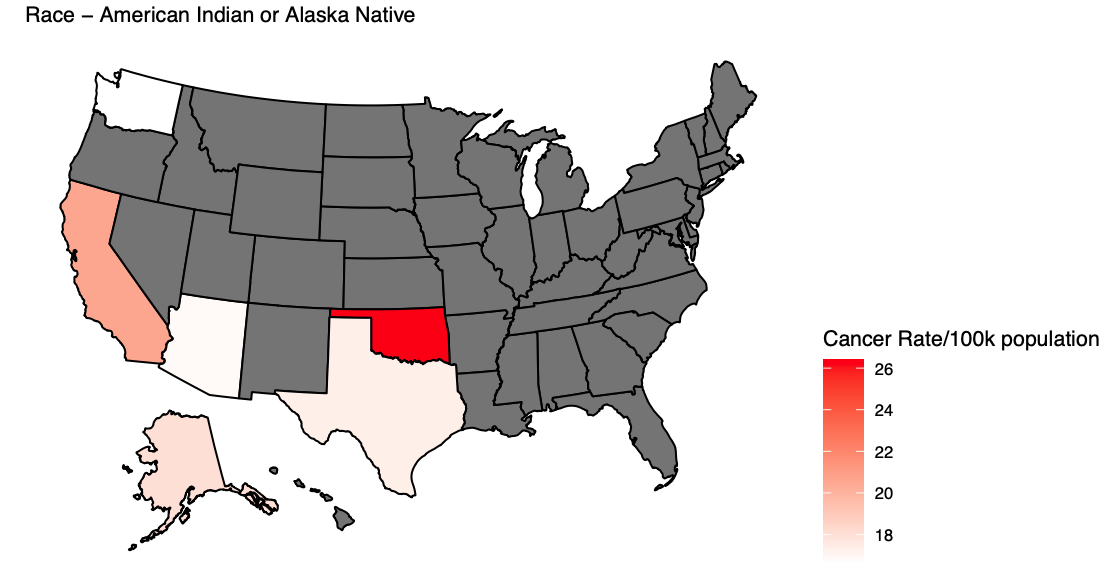 Race − American Indian or Alaska Native
Cancer Rate/100k population
26
24
22
20
18